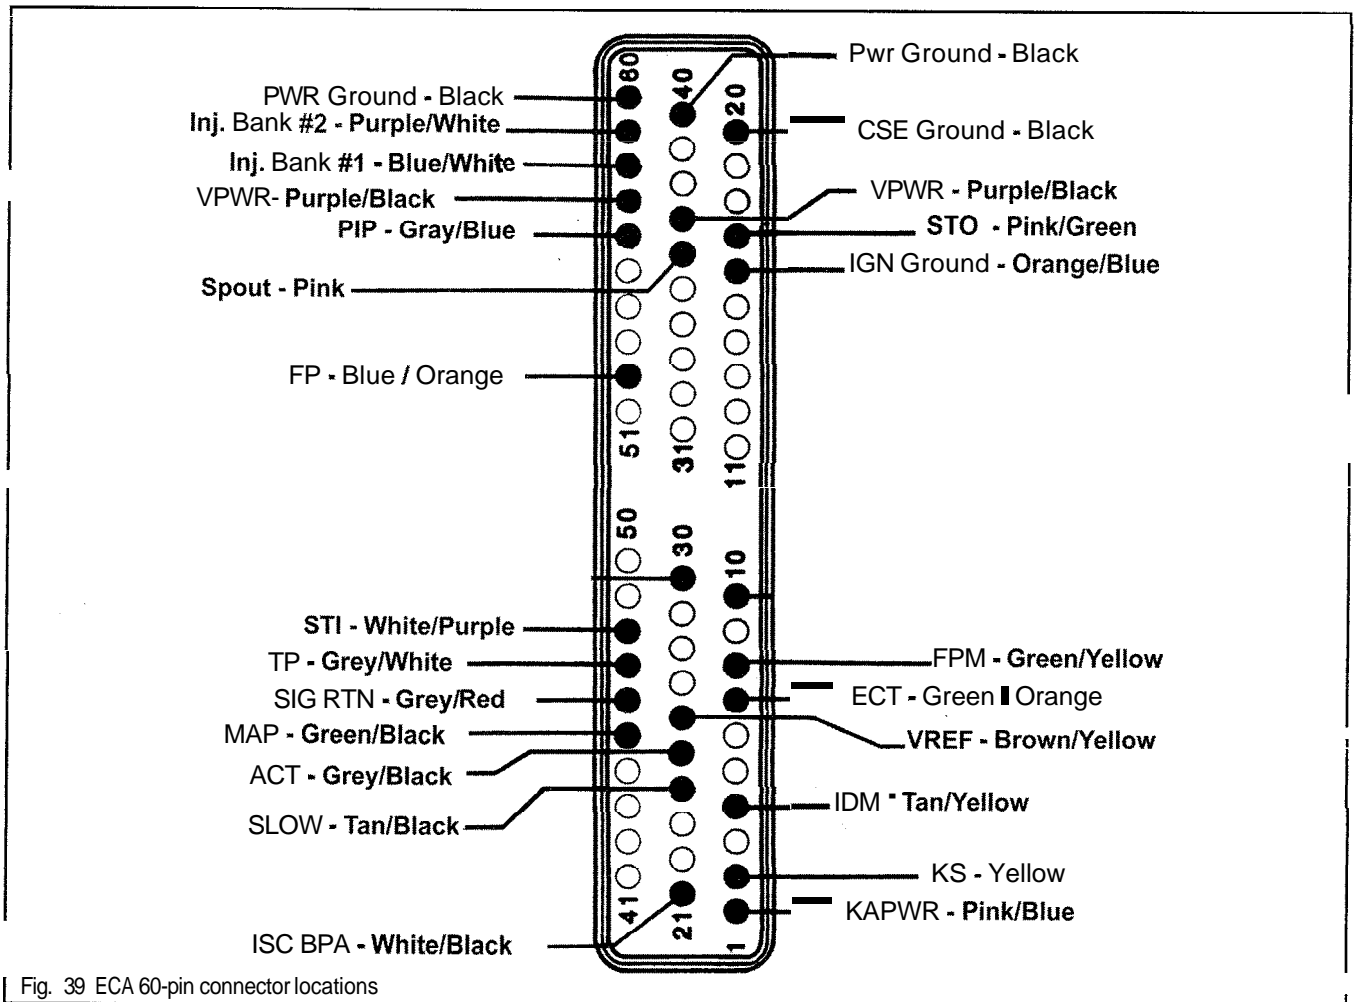 60
40
20
Pwr Ground - Black
PWR Ground - Black
Inj. Bank #2 - Purple/White
CSE Ground - Black
Inj. Bank #1 - Blue/White
VPWR- Purple/Black
VPWR - Purple/Black
PIP - Gray/Blue
STO - Pink/Green
IGN Ground - Orange/Blue
Spout - Pink
FP - Blue / Orange
51
31
11
50
30
10
STI - White/Purple
TP - Grey/White
FPM - Green/Yellow
SIG RTN - Grey/Red
ECT - Green ▮ Orange
MAP - Green/Black
VREF - Brown/Yellow
ACT - Grey/Black
IDM - Tan/Yellow
SLOW - Tan/Black
KS - Yellow
41
21
1
KAPWR - Pink/Blue
ISC BPA - White/Black
Fig. 39 ECA 60-pin connector locations